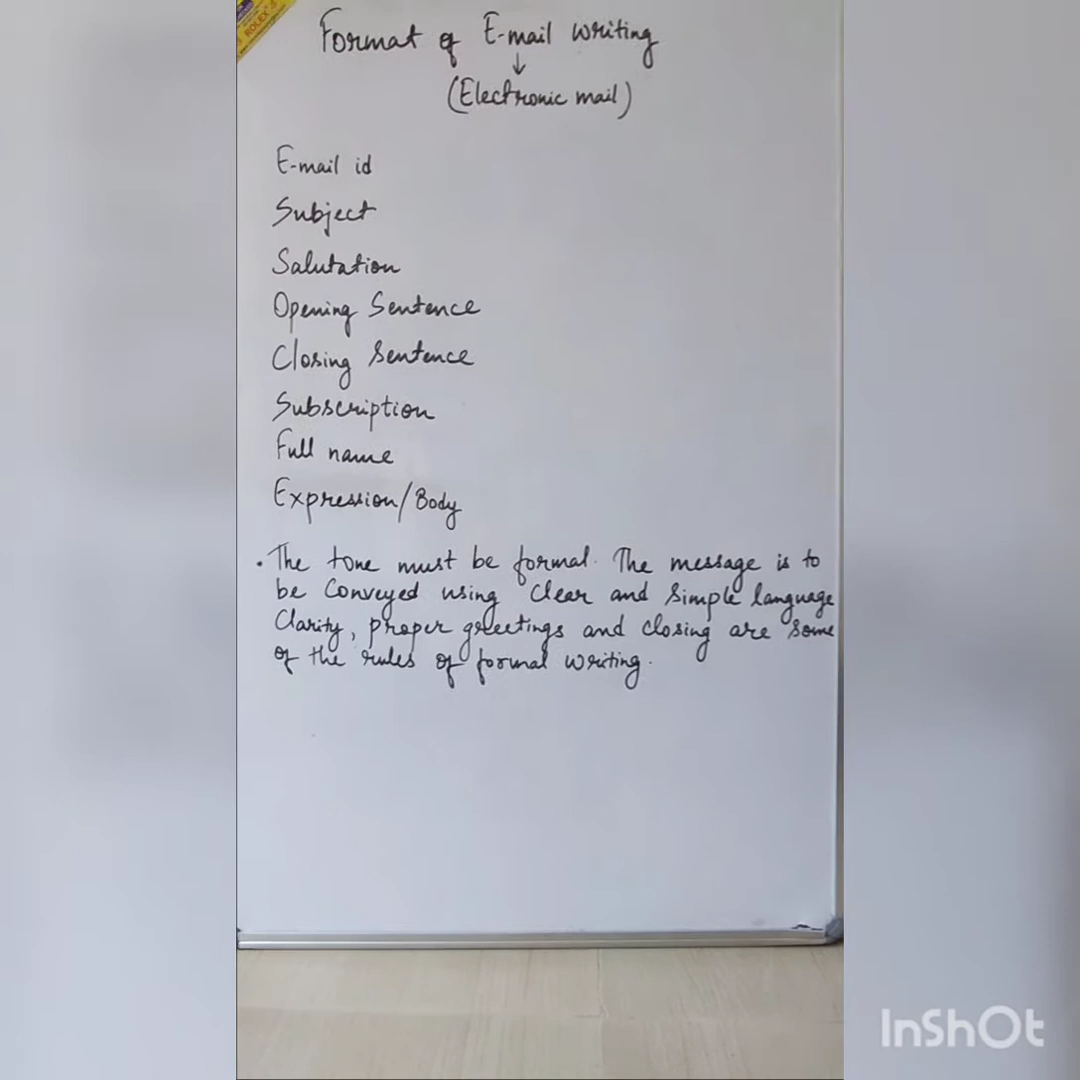 ROLEX
Format of E-mail writing
↓
(Electronic mail)
E-mail id
Subject
Salutation
Opening Sentence
Closing Sentence
Subscription
Full name
Expression/Body
• The tone must be formal. The message is to
be Conveyed using Clear and Simple language
Clarity, proper greetings and closing are some
of the rules of formal writing.
InShOt